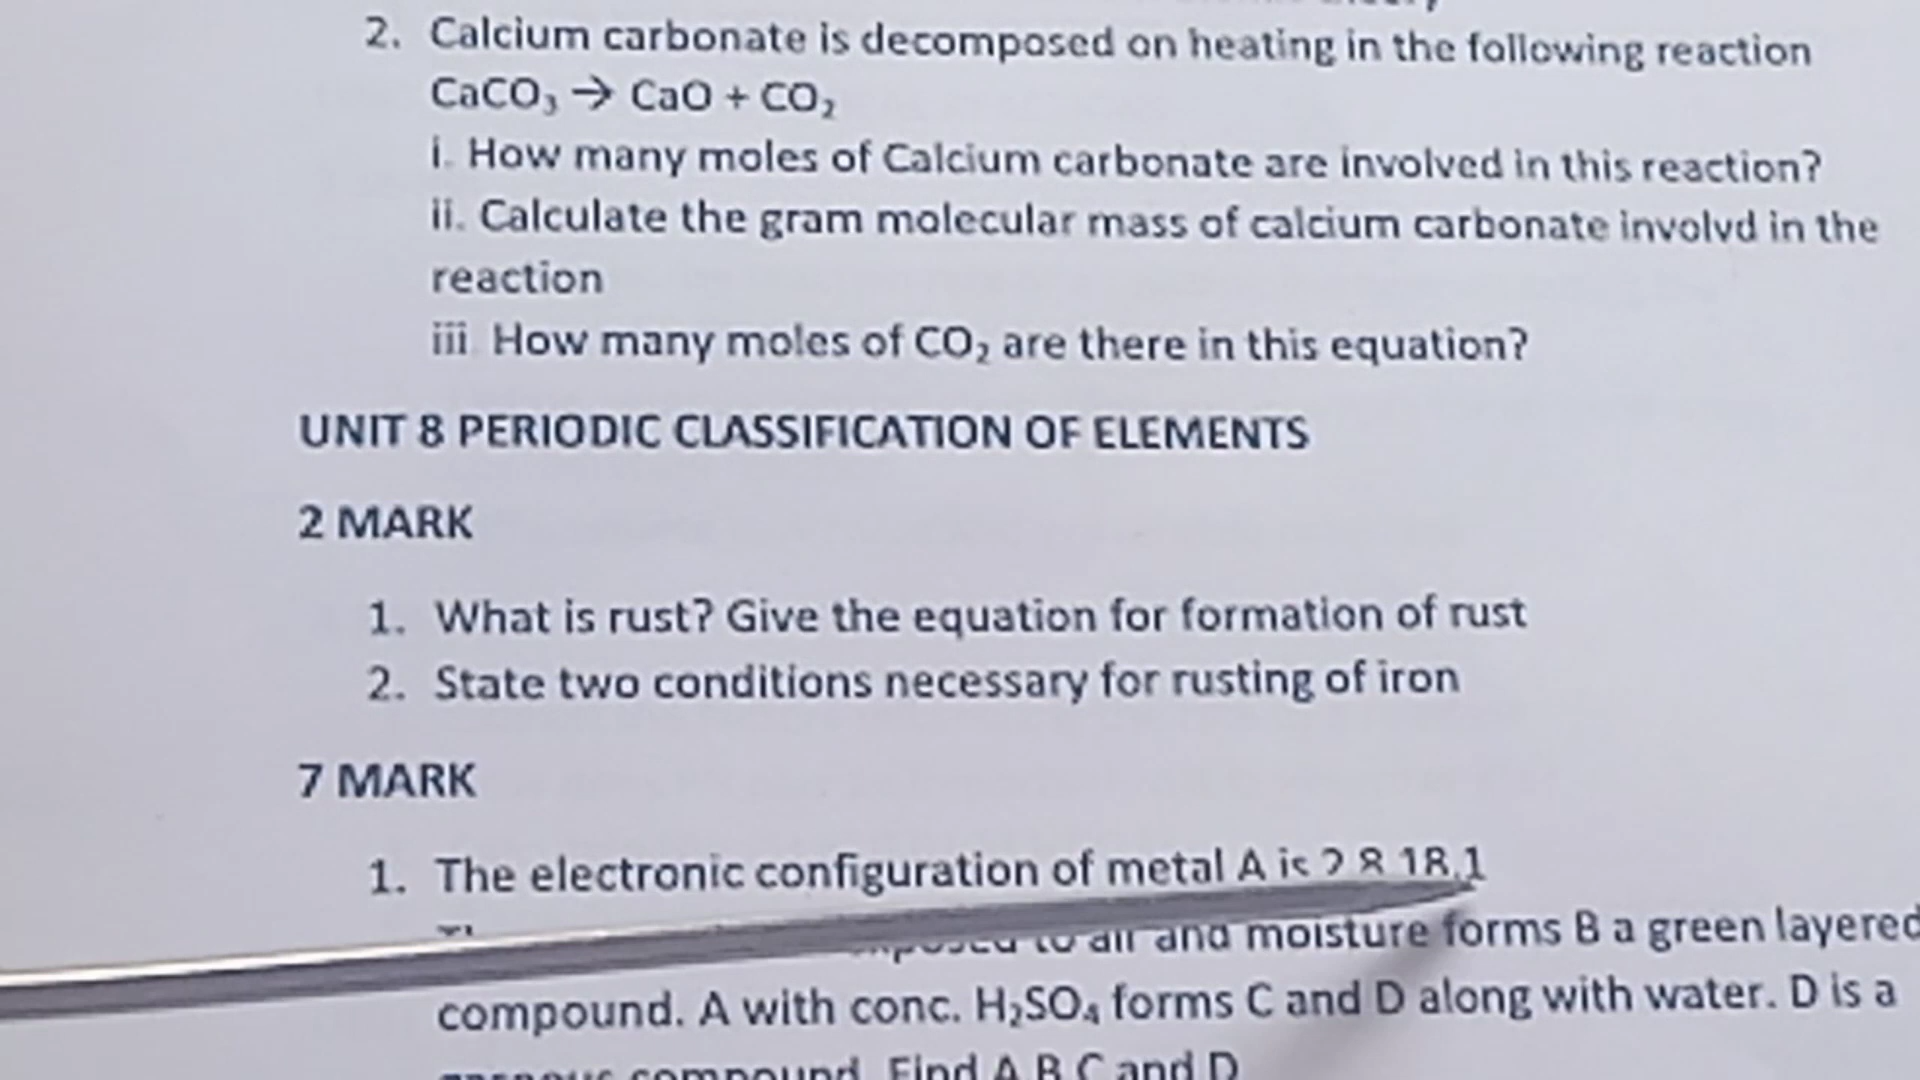 2. Calcium carbonate is decomposed on heating in the following reaction
CaCO₃ → CaO + CO₂
i. How many moles of Calcium carbonate are involved in this reaction?
ii. Calculate the gram molecular mass of calcium carbonate involvd in the
reaction
iii. How many moles of CO₂ are there in this equation?
UNIT 8 PERIODIC CLASSIFICATION OF ELEMENTS
2 MARK
1. What is rust? Give the equation for formation of rust
2. State two conditions necessary for rusting of iron
7 MARK
1. The electronic configuration of metal A is 2,8,18,1
to air and moisture forms B a green layered
compound. A with conc. H₂SO₄ forms C and D along with water. D is a
compound. Find A,B,C and D